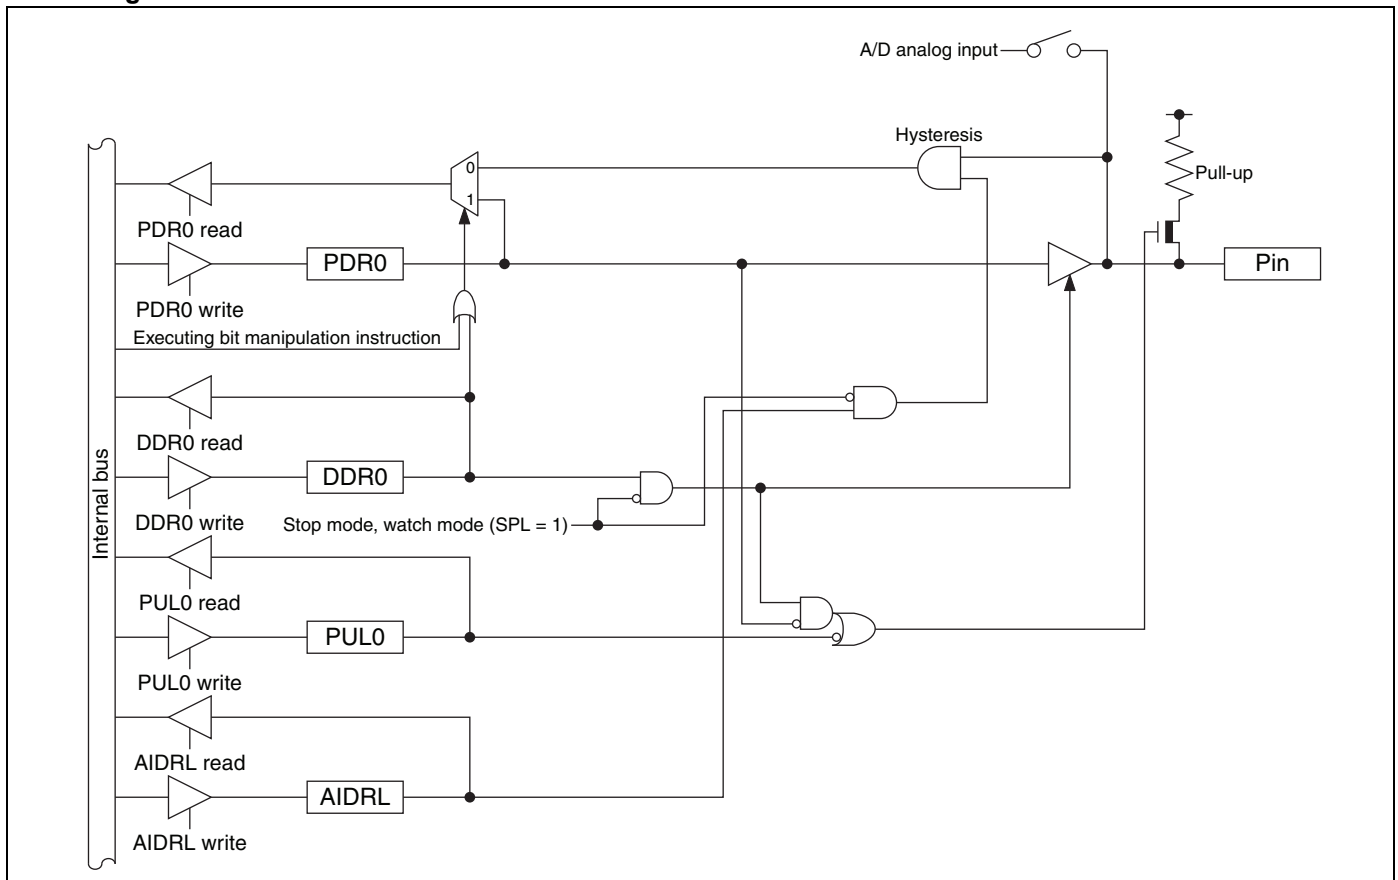 A/D analog input
Hysteresis
0
Pull-up
1
PDR0 read
PDR0
Pin
PDR0 write
Executing bit manipulation instruction
DDR0 read
Internal bus
DDR0
DDR0 write
Stop mode, watch mode (SPL = 1)
PUL0 read
PUL0
PUL0 write
AIDRL read
AIDRL
AIDRL write